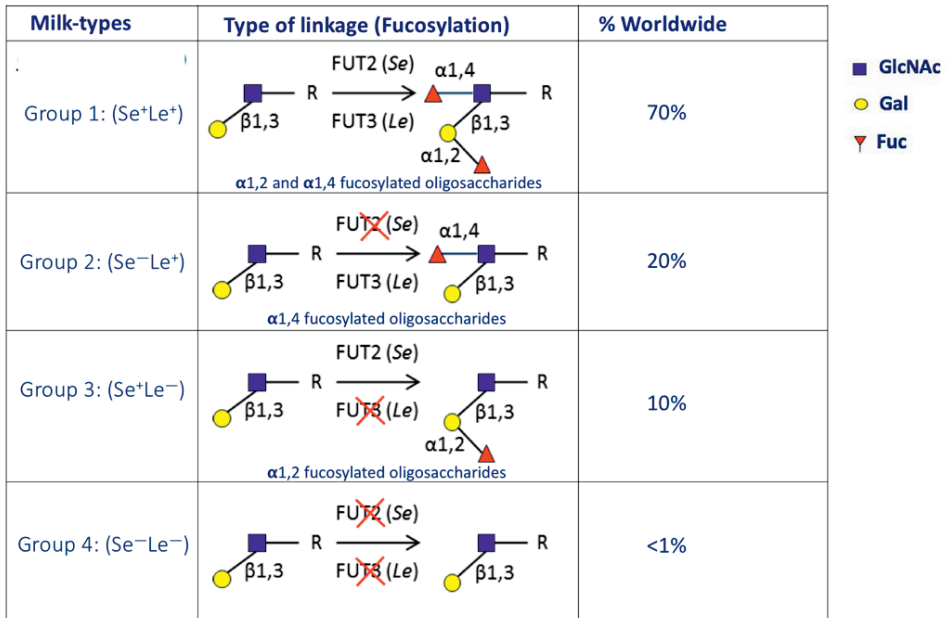 Milk-types
Type of linkage (Fucosylation)
% Worldwide
GlcNAc
Gal
Fuc
Group 1: (Se⁺Le⁺)
R
β1,3
FUT2 (Se)
FUT3 (Le)
α1,4
R
β1,3
α1,2
α1,2 and α1,4 fucosylated oligosaccharides
70%
Group 2: (Se⁻Le⁺)
R
β1,3
FUT2 (Se)
FUT3 (Le)
α1,4
R
β1,3
α1,4 fucosylated oligosaccharides
20%
Group 3: (Se⁺Le⁻)
R
β1,3
FUT2 (Se)
FUT3 (Le)
R
β1,3
α1,2
α1,2 fucosylated oligosaccharides
10%
Group 4: (Se⁻Le⁻)
R
β1,3
FUT2 (Se)
FUT3 (Le)
R
β1,3
<1%